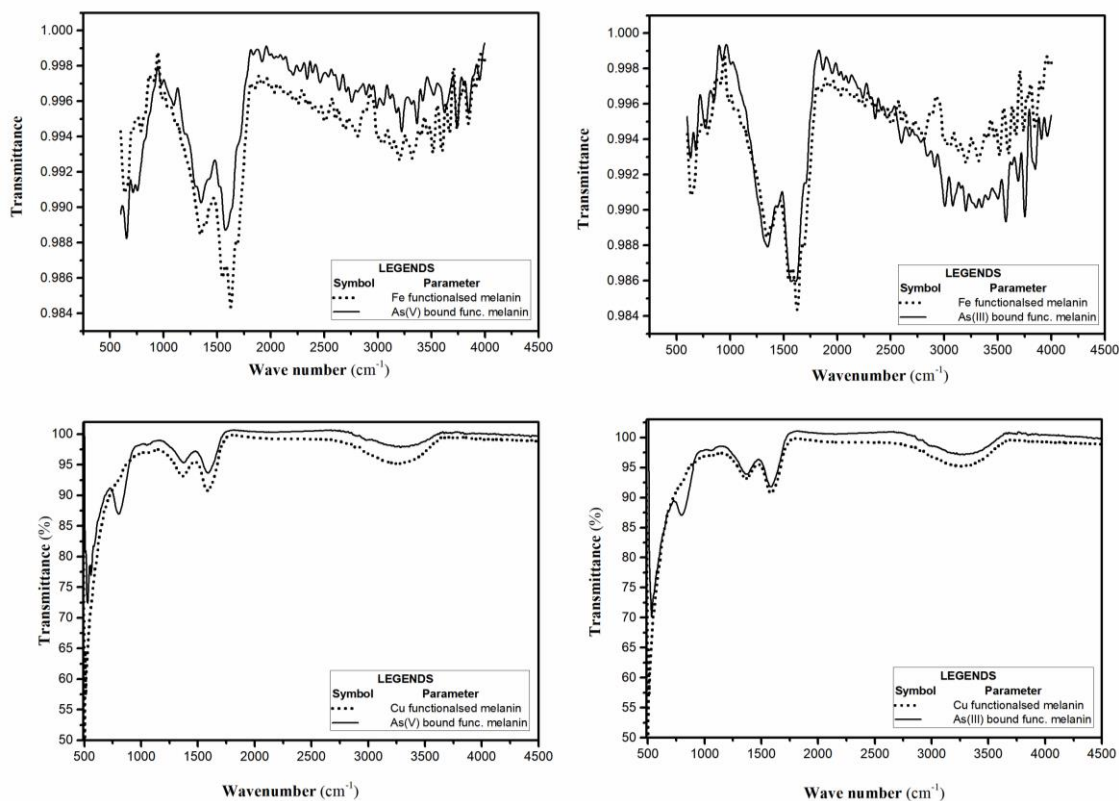 1.000
0.998
0.996
0.994
0.992
0.990
0.988
0.986
0.984
Transmittance
LEGENDS
Symbol Parameter
Fe functionalsed melanin
As(V) bound func. melanin
500 1000 1500 2000 2500 3000 3500 4000 4500
Wave number (cm-1)
1.000
0.998
0.996
0.994
0.992
0.990
0.988
0.986
0.984
Transmittance
LEGENDS
Symbol Parameter
Fe functionalsed melanin
As(III) bound func. melanin
500 1000 1500 2000 2500 3000 3500 4000 4500
Wavenumber (cm-1)
100
95
90
85
80
75
70
65
60
55
50
Transmittance (%)
LEGENDS
Symbol Parameter
Cu functionalsed melanin
As(V) bound func. melanin
500 1000 1500 2000 2500 3000 3500 4000 4500
Wavenumber (cm-1)
100
95
90
85
80
75
70
65
60
55
50
Transmittance (%)
LEGENDS
Symbol Parameter
Cu functionalsed melanin
As(III) bound func. melanin
500 1000 1500 2000 2500 3000 3500 4000 4500
Wave number (cm-1)